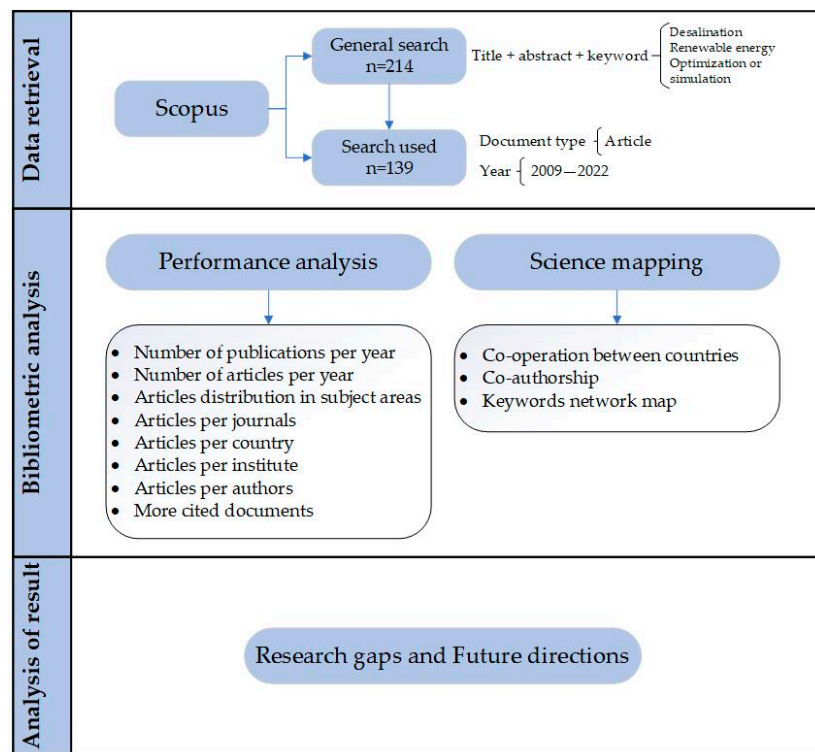 Data retrieval
Scopus
General search
n=214
Title + abstract + keyword
Desalination
Renewable energy
Optimization or
simulation
Search used
n=139
Document type
Article
Year
2009—2022
Bibliometric analysis
Performance analysis
Number of publications per year
Number of articles per year
Articles distribution in subject areas
Articles per journals
Articles per country
Articles per institute
Articles per authors
More cited documents
Science mapping
Co-operation between countries
Co-authorship
Keywords network map
Analysis of result
Research gaps and Future directions